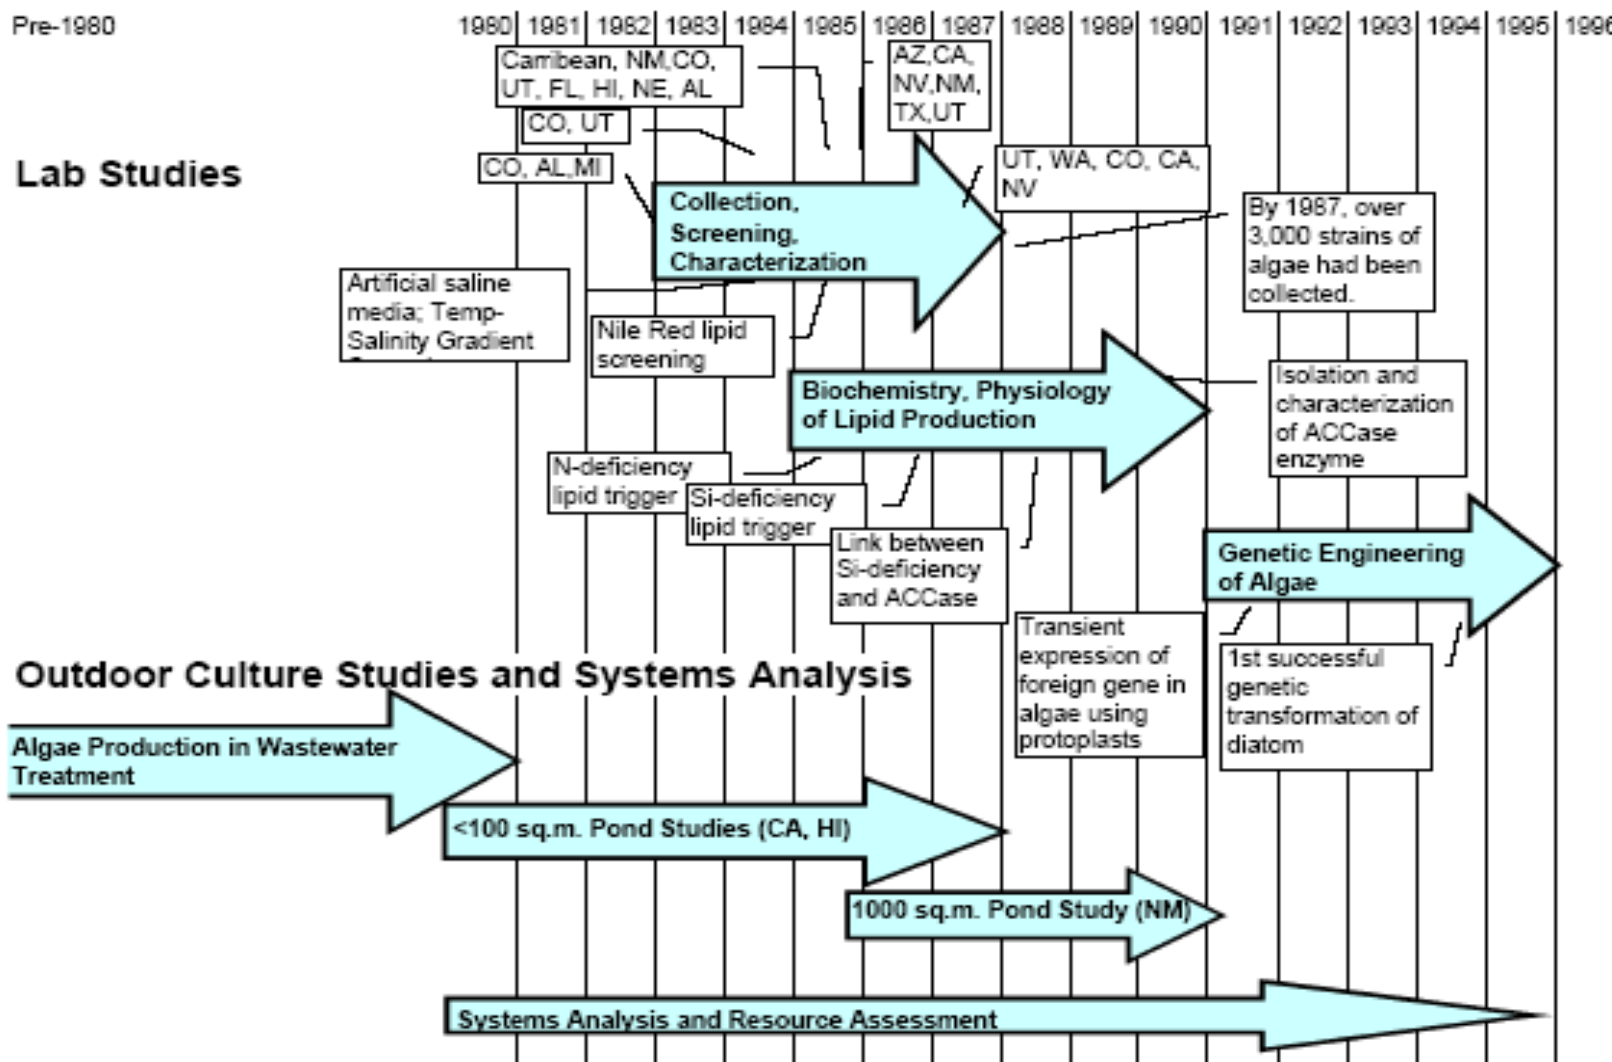 Pre-1980 1980 1981 1982 1983 1984 1985 1986 1987 1988 1989 1990 1991 1992 1993 1994 1995 1996
Carribean, NM,CO,
UT, FL, HI, NE, AL
AZ,CA,
NV,NM,
TX,UT
CO, UT
CO, AL,MI
UT, WA, CO, CA,
NV
Lab Studies
Collection,
Screening,
Characterization
By 1987, over
3,000 strains of
algae had been
collected.
Artificial saline
media; Temp-
Salinity Gradient
Nile Red lipid
screening
Biochemistry, Physiology
of Lipid Production
Isolation and
characterization
of ACCase
enzyme
N-deficiency
lipid trigger
Si-deficiency
lipid trigger
Link between
Si-deficiency
and ACCase
Genetic Engineering
of Algae
Transient
expression of
foreign gene in
algae using
protoplasts
1st successful
genetic
transformation of
diatom
Outdoor Culture Studies and Systems Analysis
Algae Production in Wastewater
Treatment
<100 sq.m. Pond Studies (CA, HI)
1000 sq.m. Pond Study (NM)
Systems Analysis and Resource Assessment